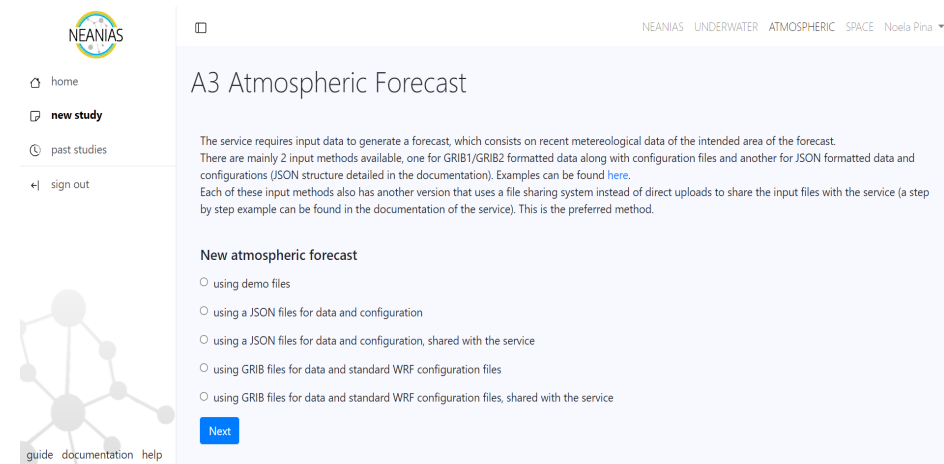 NEANIAS
home
new study
past studies
sign out
guide documentation help
NEANIAS UNDERWATER ATMOSPHERIC SPACE Noela Pina
A3 Atmospheric Forecast
The service requires input data to generate a forecast, which consists on recent metereological data of the intended area of the forecast.
There are mainly 2 input methods available, one for GRIB1/GRIB2 formatted data along with configuration files and another for JSON formatted data and
configurations (JSON structure detailed in the documentation). Examples can be found here.
Each of these input methods also has another version that uses a file sharing system instead of direct uploads to share the input files with the service (a step
by step example can be found in the documentation of the service). This is the preferred method.
New atmospheric forecast
using demo files
using a JSON files for data and configuration
using a JSON files for data and configuration, shared with the service
using GRIB files for data and standard WRF configuration files
using GRIB files for data and standard WRF configuration files, shared with the service
Next